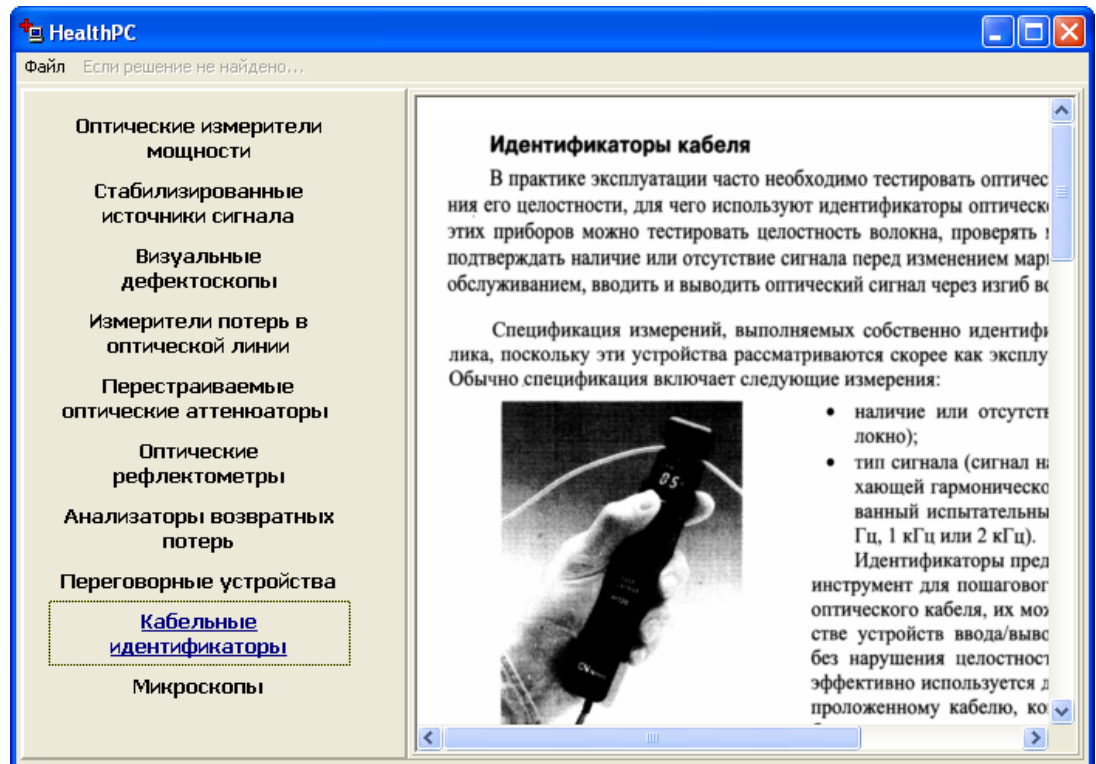 HealthPC
Файл Если решение не найдено...
Оптические измерители
мощности
Стабилизированные
источники сигнала
Визуальные
дефектоскопы
Измерители потерь в
оптической линии
Перестраиваемые
оптические аттенюаторы
Оптические
рефлектометры
Анализаторы возвратных
потерь
Переговорные устройства
Кабельные
идентификаторы
Микроскопы
Идентификаторы кабеля
В практике эксплуатации часто необходимо тестировать оптичес
ния его целостности, для чего используют идентификаторы оптическ
этих приборов можно тестировать целостность волокна, проверять
подтверждать наличие или отсутствие сигнала перед изменением мар
обслуживанием, вводить и выводить оптический сигнал через изгиб во
Спецификация измерений, выполняемых собственно идентифи
лика, поскольку эти устройства рассматриваются скорее как эксплу
Обычно спецификация включает следующие измерения:
• наличие или отсутств
локно);
• тип сигнала (сигнал на
хающей гармоническо
ванный испытательны
Гц, 1 кГц или 2 кГц).
Идентификаторы пред
инструмент для пошаговог
оптического кабеля, их мож
стве устройств ввода/выво
без нарушения целостност
эффективно используется д
проложенному кабелю, ко
05